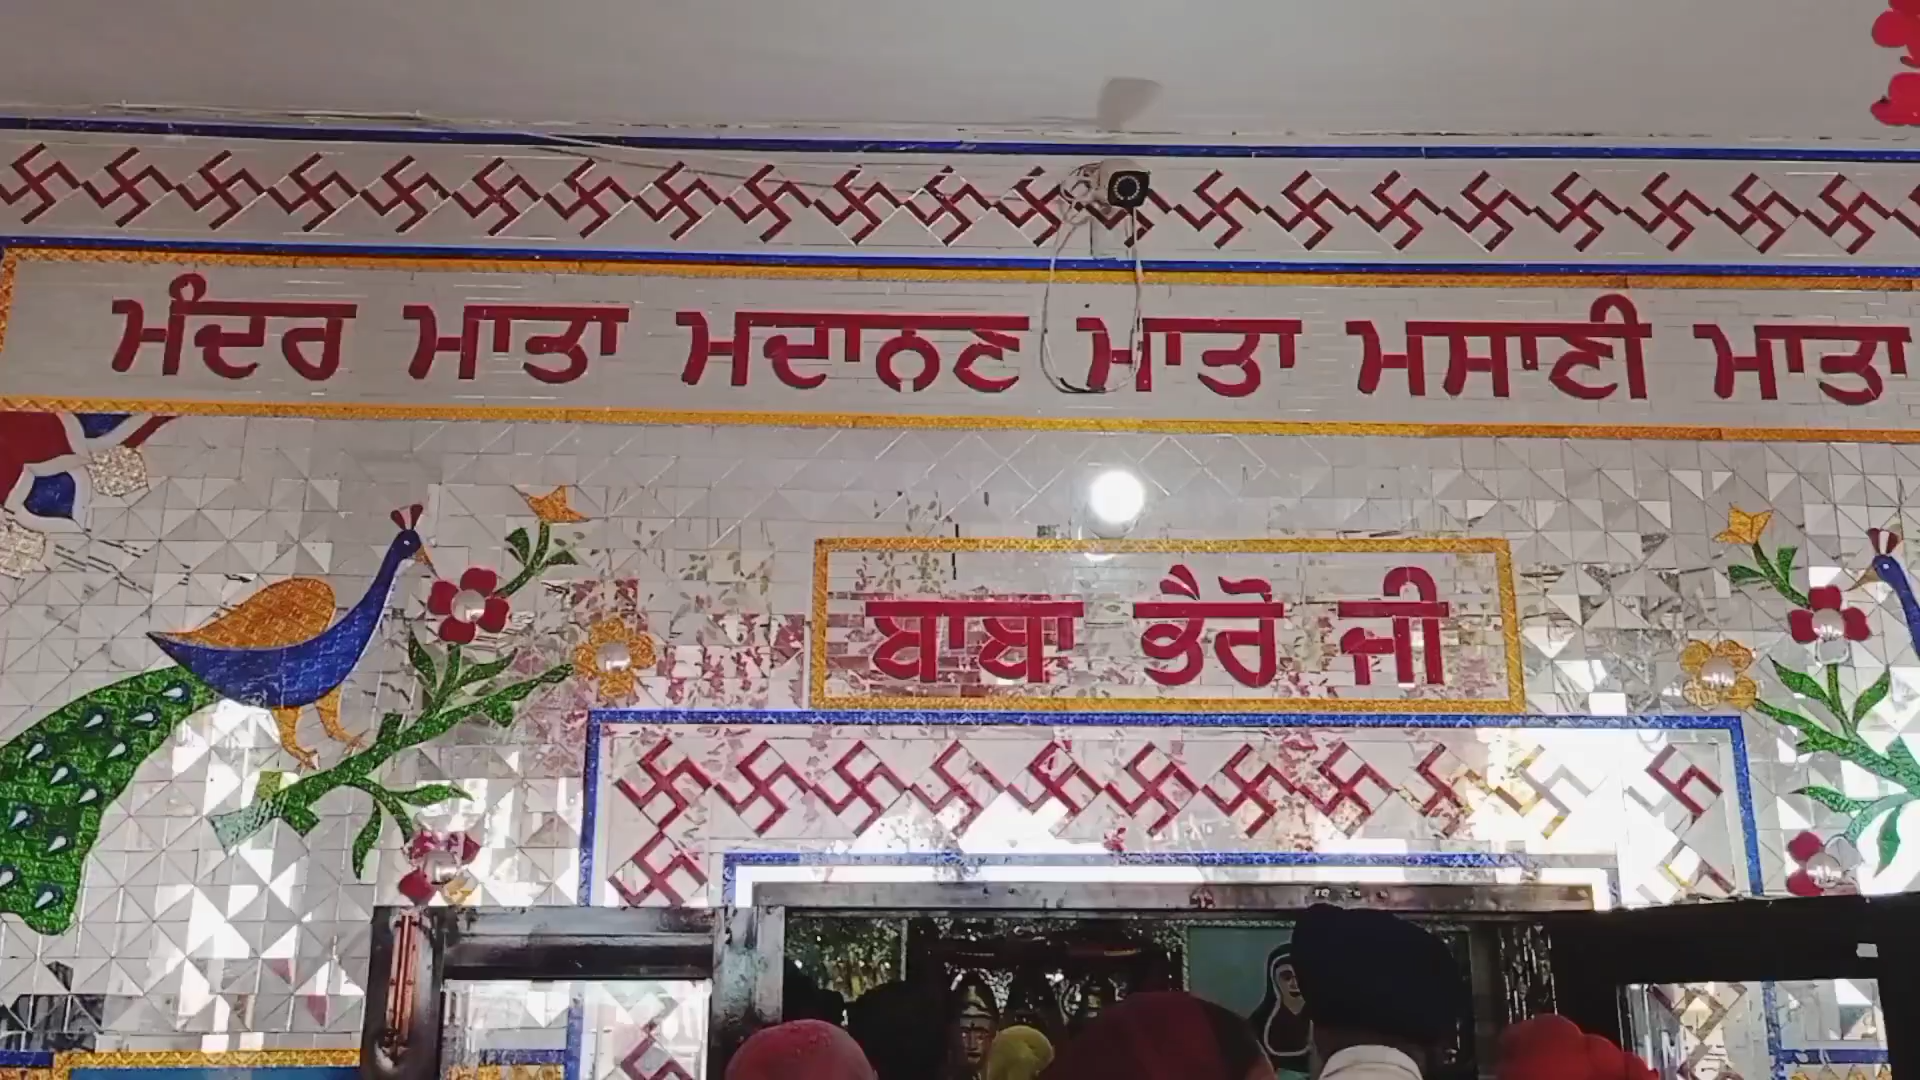 ਮੰਦਰ ਮਾਤਾ ਮਦਾਨਣ ਮਾਤਾ ਮਸਾਣੀ ਮਾਤਾ
ਬਾਬਾ ਭੈਰੋ ਜੀ